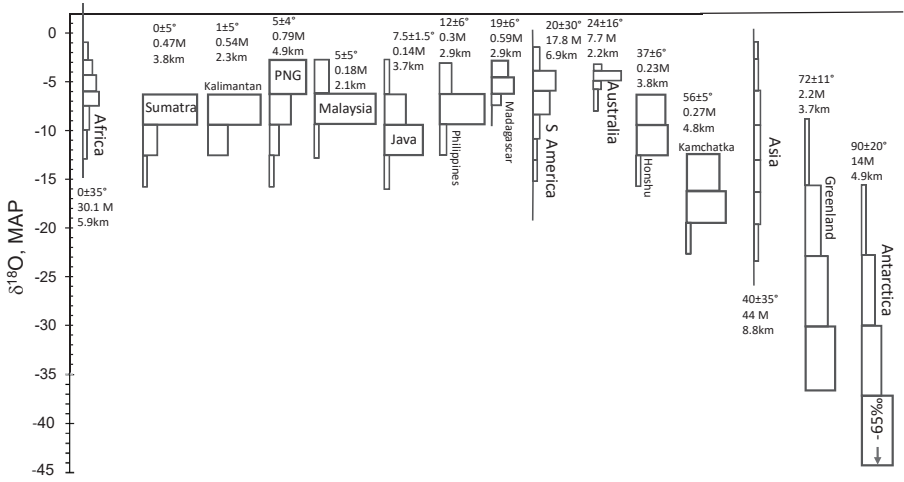 0
-5
-10
-15
-20
-25
-30
-35
-40
-45
δ18O, MAP
Africa
0±35°
30.1 M
5.9km
0±5°
0.47M
3.8km
Sumatra
1±5°
0.54M
2.3km
Kalimantan
5±4°
0.79M
4.9km
PNG
5±5°
0.18M
2.1km
Malaysia
7.5±1.5°
0.14M
3.7km
Java
12±6°
0.3M
2.9km
Philippines
19±6°
0.59M
2.9km
Madagascar
20±30°
17.8 M
6.9km
S America
24±16°
7.7 M
2.2km
Australia
37±6°
0.23M
3.8km
Honshu
56±5°
0.27M
4.8km
Kamchatka
Asia
40±35°
44 M
8.8km
72±11°
2.2M
3.7km
Greenland
90±20°
14M
4.9km
Antarctica
-65‰